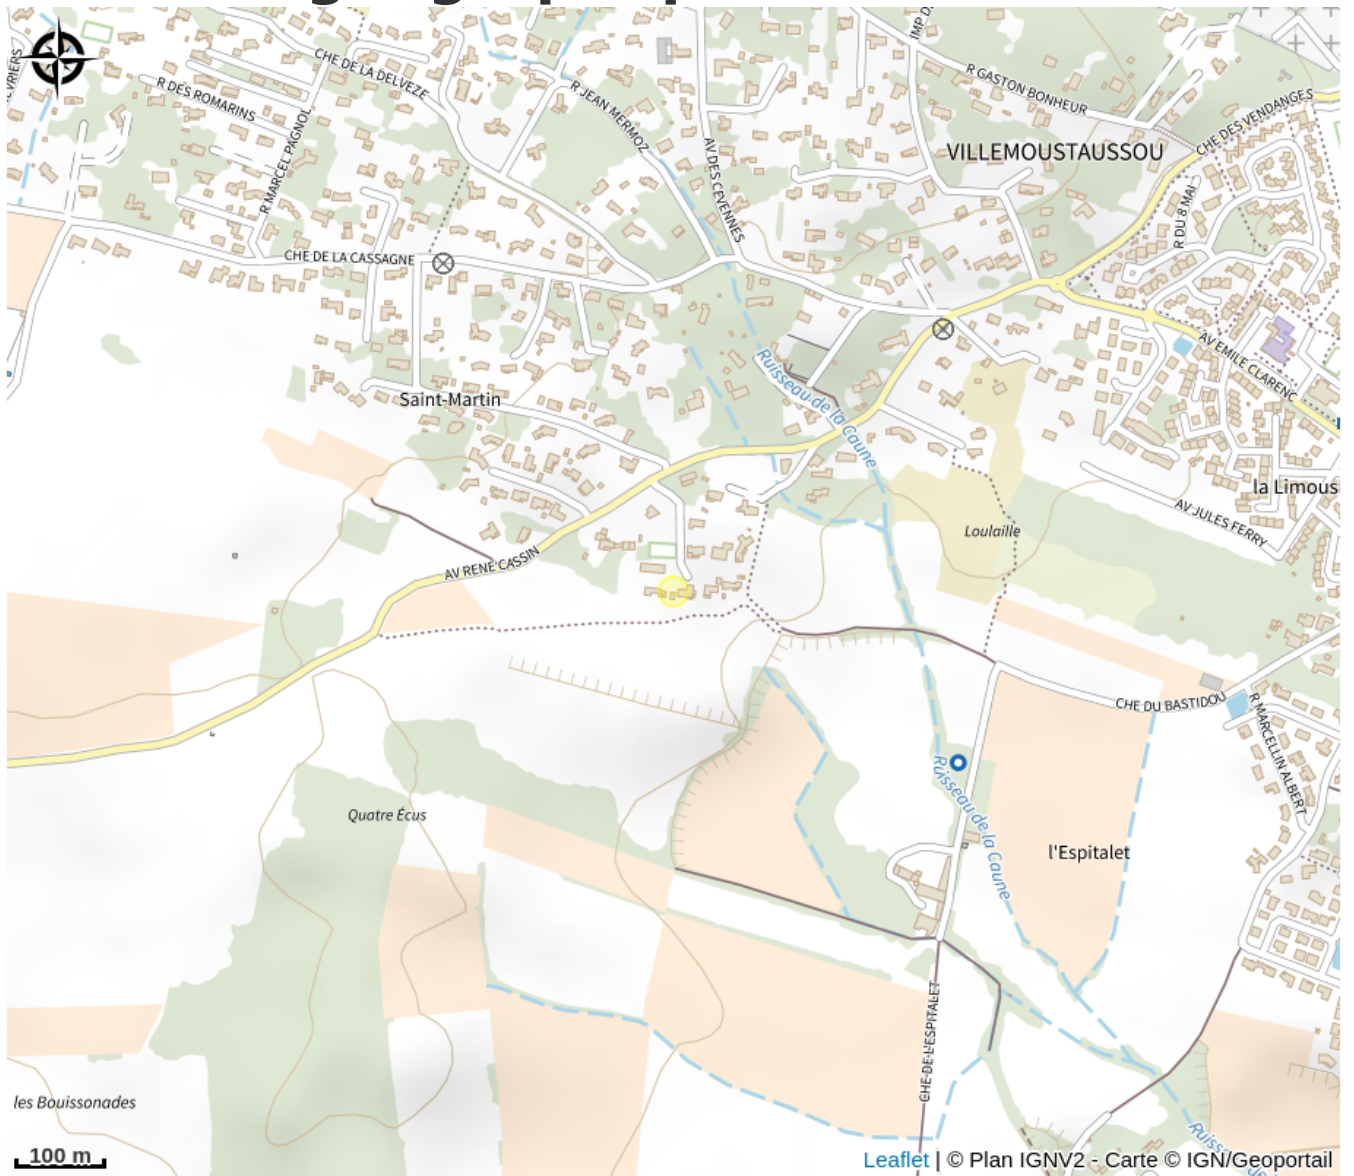 CHE DE LA DELVEZE
IMP D
R GASTON BONHEUR
R DES ROMARINS
R JEAN MERMOZ
CHE DES VENDANGES
R MARCEL PAGNOL
AV DES CEVENNES
VILLEMOUSTAUSSOU
R DU 8 MAI
CHE DE LA CASSAGNE
AV EMILE CLARENC
Ruisseau de la Caune
Saint-Martin
la Limous
AV JULES FERRY
Loulaille
AV RENE CASSIN
CHE DU BASTIDOU
R MARCELLIN ALBERT
Ruisseau de la Caune
Quatre Écus
l'Espitalet
CHE DE L'ESPITALET
les Bouissonades
100 m
Leaflet | © Plan IGNV2 - Carte © IGN/Geoportail